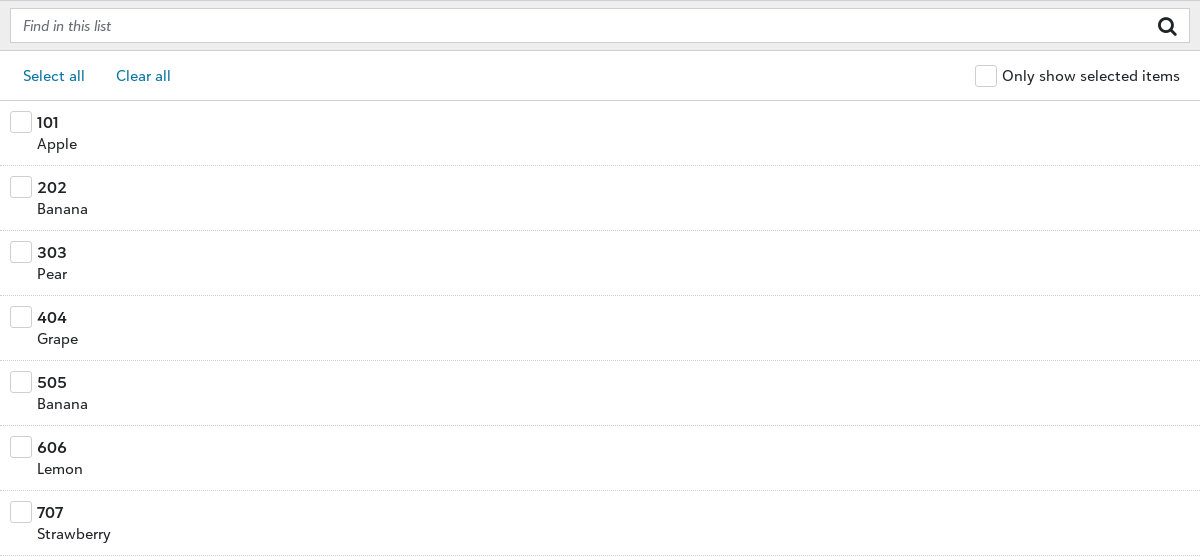 Find in this list
Select all Clear all Only show selected items
101
Apple
202
Banana
303
Pear
404
Grape
505
Banana
606
Lemon
707
Strawberry